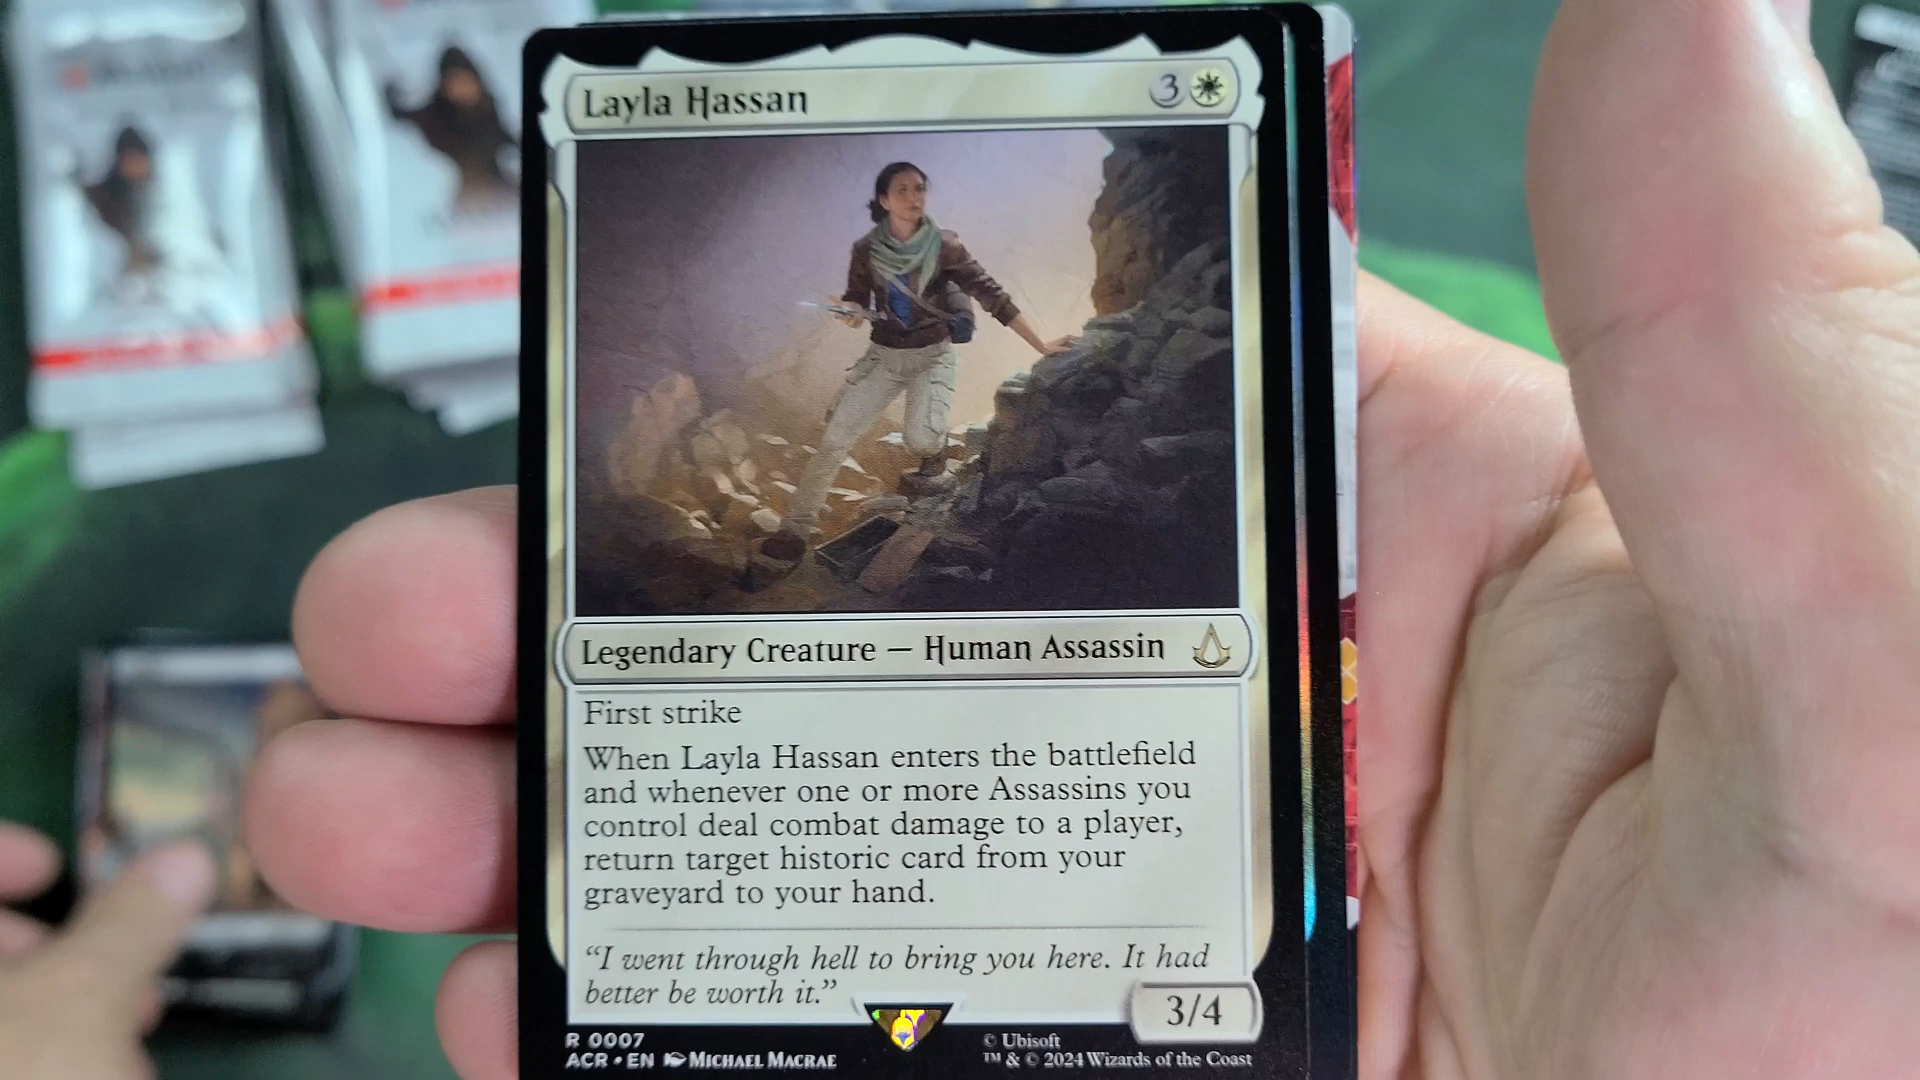 Layla Hassan 3
Legendary Creature — Human Assassin
First strike
When Layla Hassan enters the battlefield
and whenever one or more Assassins you
control deal combat damage to a player,
return target historic card from your
graveyard to your hand.
“I went through hell to bring you here. It had
better be worth it.”
3/4
R 0007
ACR • EN Michael MacRae
© Ubisoft
™ & © 2024 Wizards of the Coast